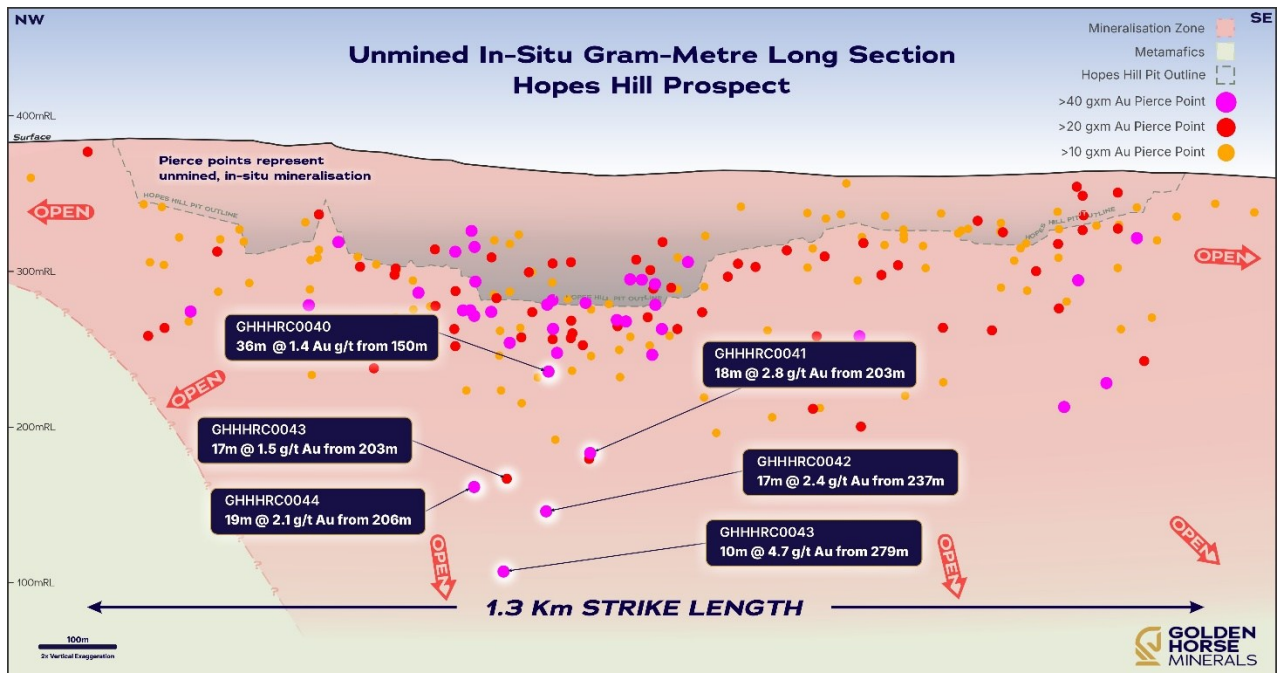 NW
SE
Unmined In-Situ Gram-Metre Long Section
Hopes Hill Prospect
Mineralisation Zone
Metamafics
Hopes Hill Pit Outline
>40 gxm Au Pierce Point
>20 gxm Au Pierce Point
>10 gxm Au Pierce Point
400mRL
Surface
Pierce points represent
unmined, in-situ mineralisation
HOPES HILL PIT OUTLINE
HOPES HILL PIT OUTLINE
HOPES HILL PIT OUTLINE
OPEN
OPEN
300mRL
GHHHRC0040
36m @ 1.4 Au g/t from 150m
GHHHRC0041
18m @ 2.8 g/t Au from 203m
OPEN
200mRL
GHHHRC0043
17m @ 1.5 g/t Au from 203m
GHHHRC0042
17m @ 2.4 g/t Au from 237m
GHHHRC0044
19m @ 2.1 g/t Au from 206m
GHHHRC0043
10m @ 4.7 g/t Au from 279m
OPEN
OPEN
OPEN
100mRL
1.3 Km STRIKE LENGTH
100m
2x Vertical Exaggeration
GOLDEN
HORSE
MINERALS